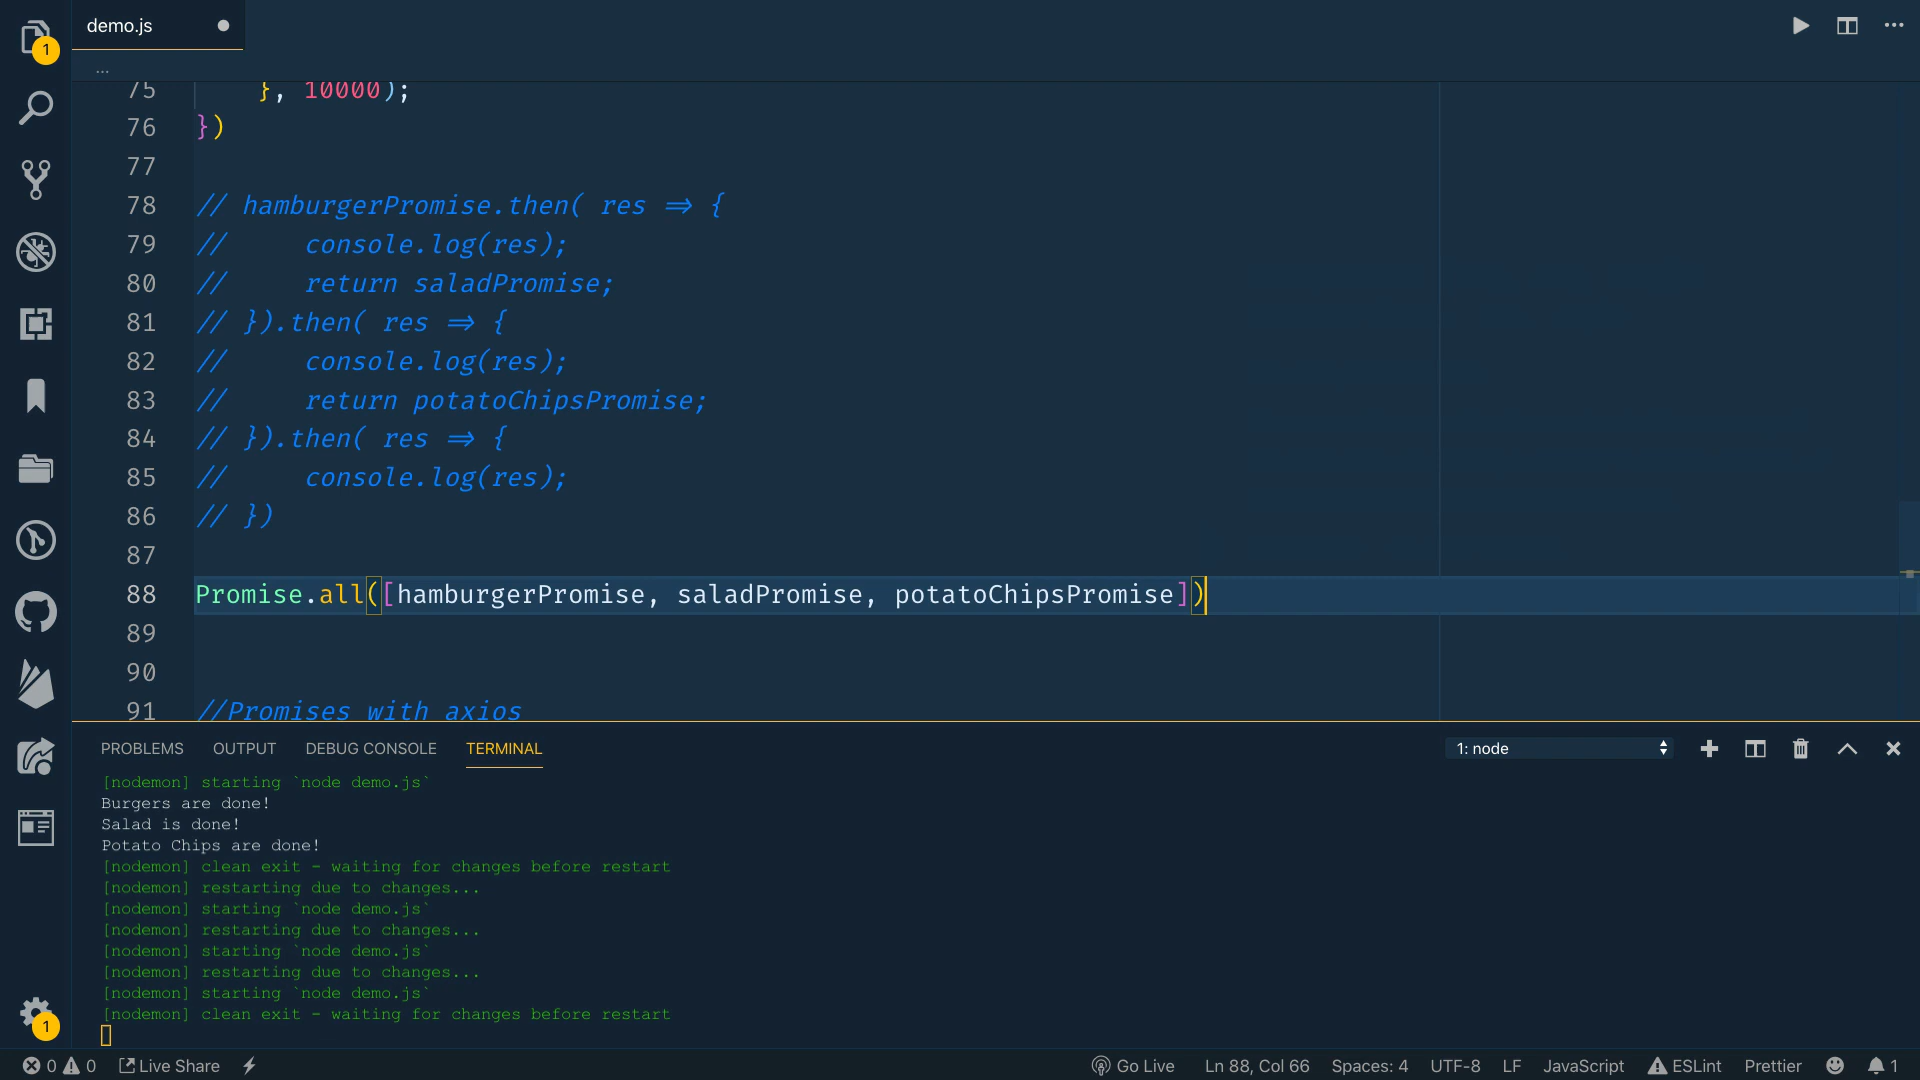 demo.js
1
...
75 }, 10000);
76 })
77
78 // hamburgerPromise.then( res => {
79 // console.log(res);
80 // return saladPromise;
81 // }).then( res => {
82 // console.log(res);
83 // return potatoChipsPromise;
84 // }).then( res => {
85 // console.log(res);
86 // })
87
88 Promise.all([hamburgerPromise, saladPromise, potatoChipsPromise])
89
90
91 //Promises with axios
PROBLEMS OUTPUT DEBUG CONSOLE TERMINAL 1: node
[nodemon] starting `node demo.js`
Burgers are done!
Salad is done!
Potato Chips are done!
[nodemon] clean exit - waiting for changes before restart
[nodemon] restarting due to changes...
[nodemon] starting `node demo.js`
[nodemon] restarting due to changes...
[nodemon] starting `node demo.js`
[nodemon] restarting due to changes...
[nodemon] starting `node demo.js`
[nodemon] clean exit - waiting for changes before restart
1
0 0 Live Share Go Live Ln 88, Col 66 Spaces: 4 UTF-8 LF JavaScript ESLint Prettier 1